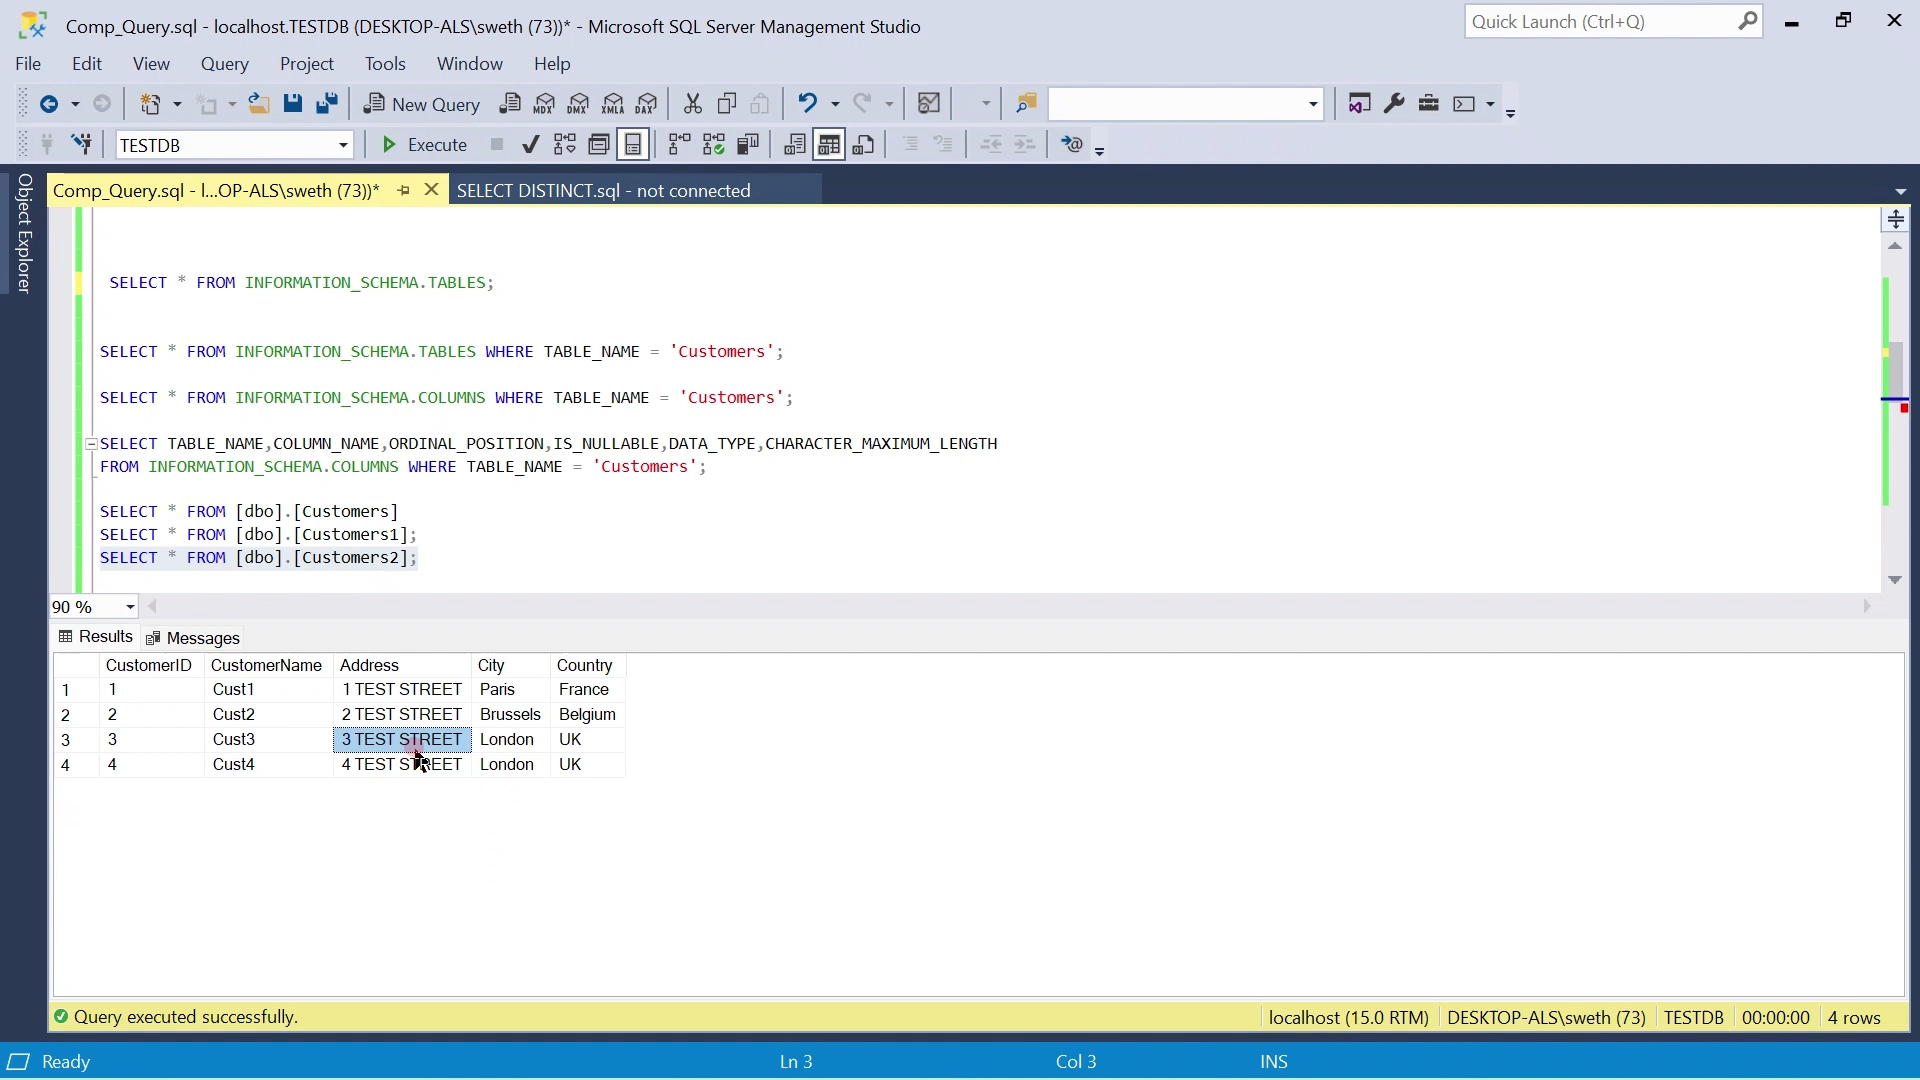 Comp_Query.sql - localhost.TESTDB (DESKTOP-ALS\sweth (73))* - Microsoft SQL Server Management Studio
Quick Launch (Ctrl+Q)
File Edit View Query Project Tools Window Help
New Query MDX DMX XMLA DAX
TESTDB Execute
Object Explorer
Comp_Query.sql - l...OP-ALS\sweth (73))* SELECT DISTINCT.sql - not connected
SELECT * FROM INFORMATION_SCHEMA.TABLES;
SELECT * FROM INFORMATION_SCHEMA.TABLES WHERE TABLE_NAME = 'Customers';
SELECT * FROM INFORMATION_SCHEMA.COLUMNS WHERE TABLE_NAME = 'Customers';
SELECT TABLE_NAME,COLUMN_NAME,ORDINAL_POSITION,IS_NULLABLE,DATA_TYPE,CHARACTER_MAXIMUM_LENGTH
FROM INFORMATION_SCHEMA.COLUMNS WHERE TABLE_NAME = 'Customers';
SELECT * FROM [dbo].[Customers]
SELECT * FROM [dbo].[Customers1];
SELECT * FROM [dbo].[Customers2];
90 %
Results Messages
CustomerID CustomerName Address City Country
1 1 Cust1 1 TEST STREET Paris France
2 2 Cust2 2 TEST STREET Brussels Belgium
3 3 Cust3 3 TEST STREET London UK
4 4 Cust4 4 TEST STREET London UK
Query executed successfully. localhost (15.0 RTM) DESKTOP-ALS\sweth (73) TESTDB 00:00:00 4 rows
Ready Ln 3 Col 3 INS